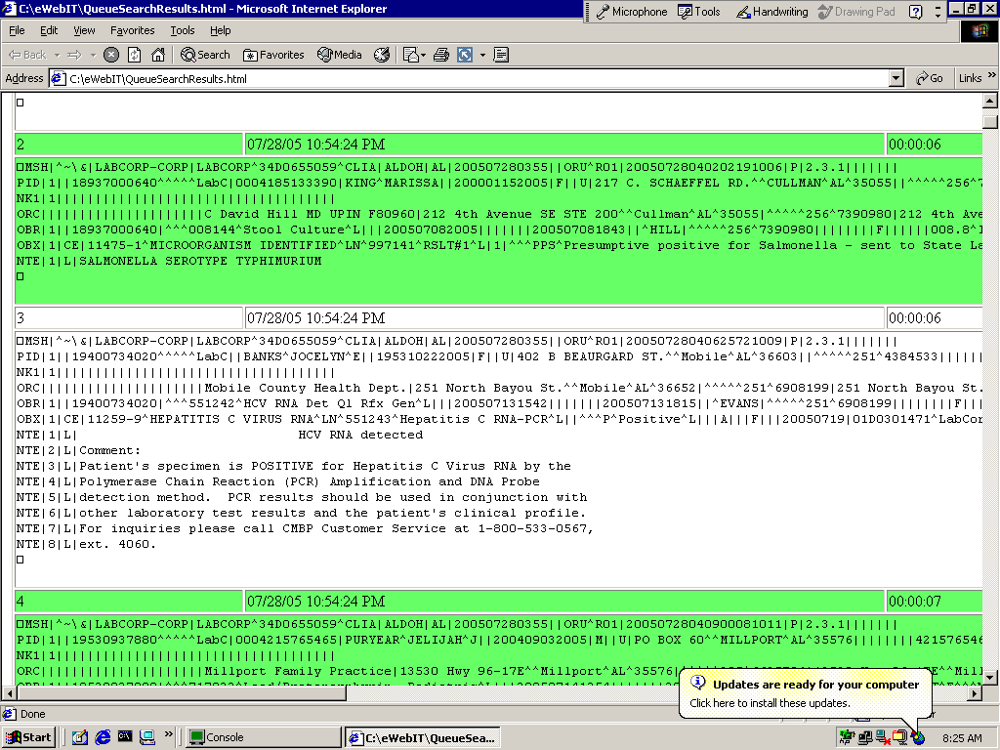 C:\eWebIT\QueueSearchResults.html - Microsoft Internet Explorer
Microphone Tools Handwriting Drawing Pad
File Edit View Favorites Tools Help
Back Search Favorites Media
Address C:\eWebIT\QueueSearchResults.html Go Links »
2 07/28/05 10:54:24 PM 00:00:06
MSH|^~\&|LABCORP-CORP|LABCORP^34D0655059^CLIA|ALDOH|AL|200507280355||ORU^R01|20050728040202191006|P|2.3.1|||||||
PID|1||18937000640^^^^^LabC|0004185133390|KING^MARISSA||200001152005|F||U|217 C. SCHAEFFEL RD.^^CULLMAN^AL^35055||^^^^^256^7
NK1|1||||||||||||||||||||||||||||||||||||
ORC|||||||||||||||||||||C David Hill MD UPIN F80960|212 4th Avenue SE STE 200^^Cullman^AL^35055|^^^^^256^7390980|212 4th Ave
OBR|1||18937000640|^^^008144^Stool Culture^L|||200507082005|||||||200507081843||^HILL|^^^^^256^7390980||||||||F||||||008.8^
OBX|1|CE|11475-1^MICROORGANISM IDENTIFIED^LN^997141^RSLT#1^L|1|^^^PPS^Presumptive positive for Salmonella - sent to State La
NTE|1|L|SALMONELLA SEROTYPE TYPHIMURIUM
3 07/28/05 10:54:24 PM 00:00:06
MSH|^~\&|LABCORP-CORP|LABCORP^34D0655059^CLIA|ALDOH|AL|200507280355||ORU^R01|20050728040625721009|P|2.3.1|||||||
PID|1||19400734020^^^^^LabC||BANKS^JOCELYN^E||195310222005|F||U|402 B BEAURGARD ST.^^Mobile^AL^36603||^^^^^251^4384533||||||
NK1|1||||||||||||||||||||||||||||||||||||
ORC|||||||||||||||||||||Mobile County Health Dept.|251 North Bayou St.^^Mobile^AL^36652|^^^^^251^6908199|251 North Bayou St.
OBR|1||19400734020|^^^551242^HCV RNA Det Ql Rfx Gen^L|||200507131542|||||||200507131815||^EVANS|^^^^^251^6908199||||||||F|||
OBX|1|CE|11259-9^HEPATITIS C VIRUS RNA^LN^551243^Hepatitis C RNA-PCR^L||^^^P^Positive^L|||A|||F|||20050719|01D0301471^LabCor
NTE|1|L| HCV RNA detected
NTE|2|L|Comment:
NTE|3|L|Patient's specimen is POSITIVE for Hepatitis C Virus RNA by the
NTE|4|L|Polymerase Chain Reaction (PCR) Amplification and DNA Probe
NTE|5|L|detection method. PCR results should be used in conjunction with
NTE|6|L|other laboratory test results and the patient's clinical profile.
NTE|7|L|For inquiries please call CMBP Customer Service at 1-800-533-0567,
NTE|8|L|ext. 4060.
4 07/28/05 10:54:24 PM 00:00:07
MSH|^~\&|LABCORP-CORP|LABCORP^34D0655059^CLIA|ALDOH|AL|200507280355||ORU^R01|20050728040900081011|P|2.3.1|||||||
PID|1||19530937880^^^^^LabC|0004215765465|PURYEAR^JELIJAH^J||200409032005|M||U|PO BOX 60^^MILLPORT^AL^35576||||||||42157654
NK1|1||||||||||||||||||||||||||||||||||||
ORC|||||||||||||||||||||Millport Family Practice|13530 Hwy 96-17E^^Millport^AL^35576
Updates are ready for your computer
Click here to install these updates.
Done
Start » Console C:\eWebIT\QueueSea... 8:25 AM